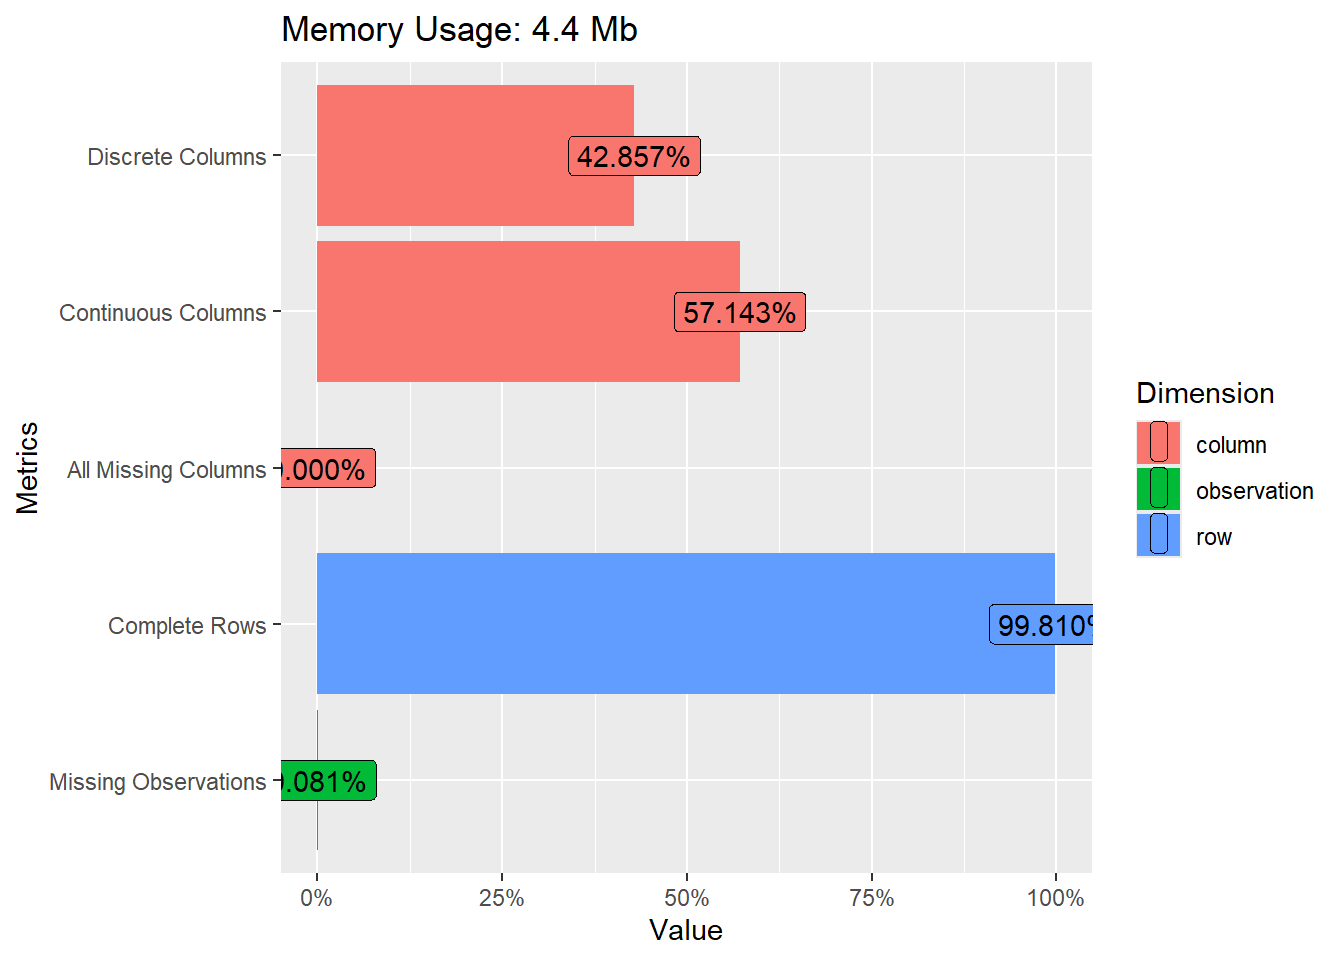 Memory Usage: 4.4 Mb
Discrete Columns
42.857%
Continuous Columns
57.143%
All Missing Columns
.000%
Complete Rows
99.810%
Missing Observations
.081%
0% 25% 50% 75% 100%
Value
Metrics
Dimension
column
observation
row